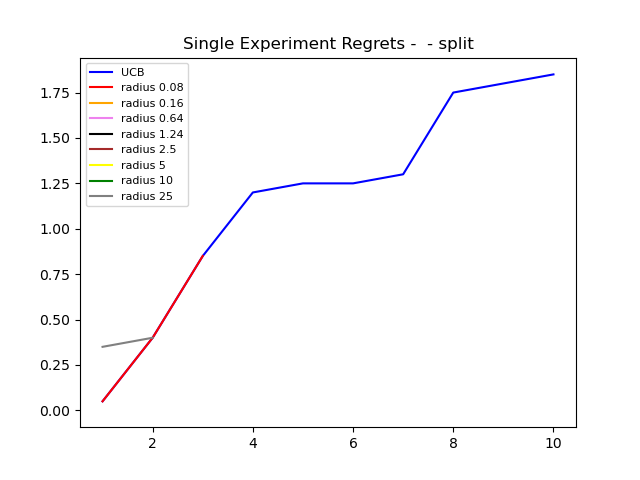 Single Experiment Regrets -  - split
UCB
radius 0.08
radius 0.16
radius 0.64
radius 1.24
radius 2.5
radius 5
radius 10
radius 25
1.75
1.50
1.25
1.00
0.75
0.50
0.25
0.00
2 4 6 8 10